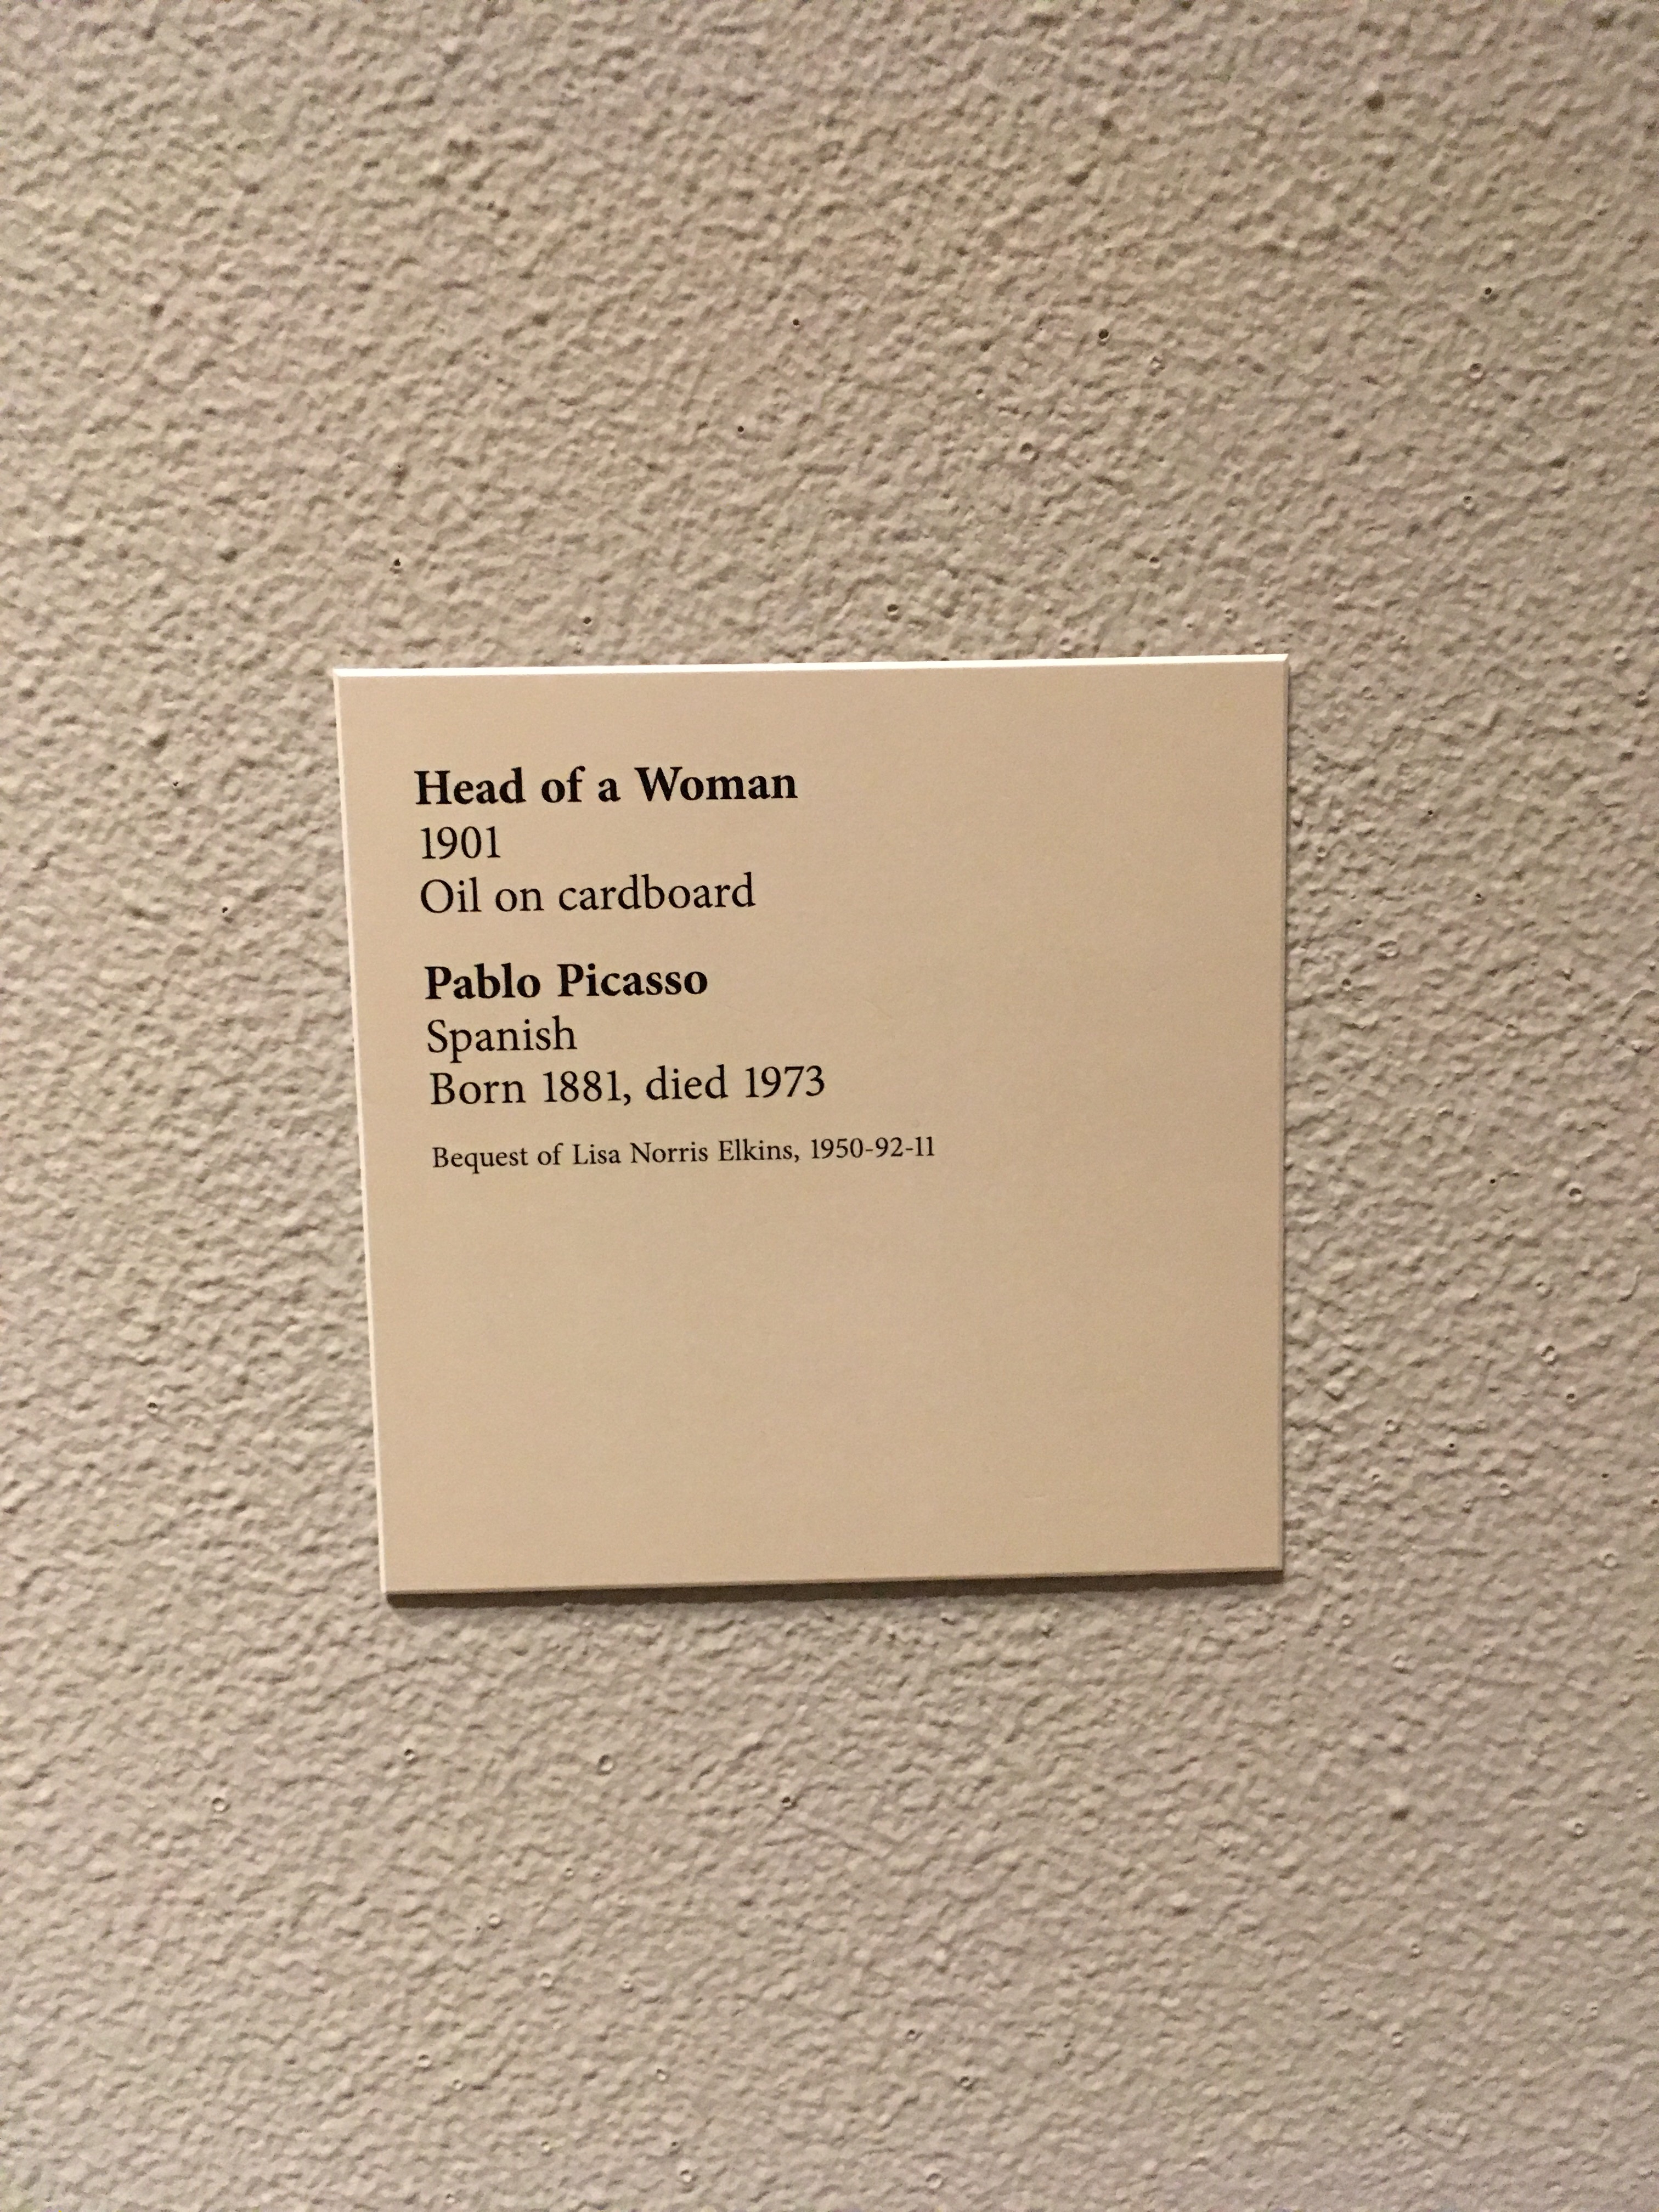 Head of a Woman
1901
Oil on cardboard
Pablo Picasso
Spanish
Born 1881, died 1973
Bequest of Lisa Norris Elkins, 1950-92-11